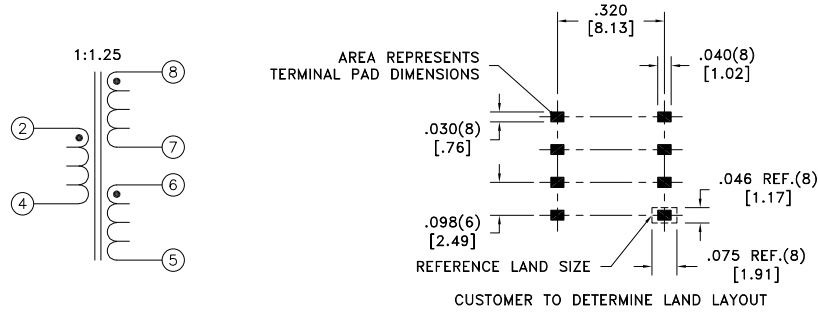 1:1.25
2
4
8
7
6
5
.320
[8.13]
AREA REPRESENTS
TERMINAL PAD DIMENSIONS
.040(8)
[1.02]
.030(8)
[.76]
.098(6)
[2.49]
.046 REF.(8)
[1.17]
.075 REF.(8)
[1.91]
REFERENCE LAND SIZE
CUSTOMER TO DETERMINE LAND LAYOUT